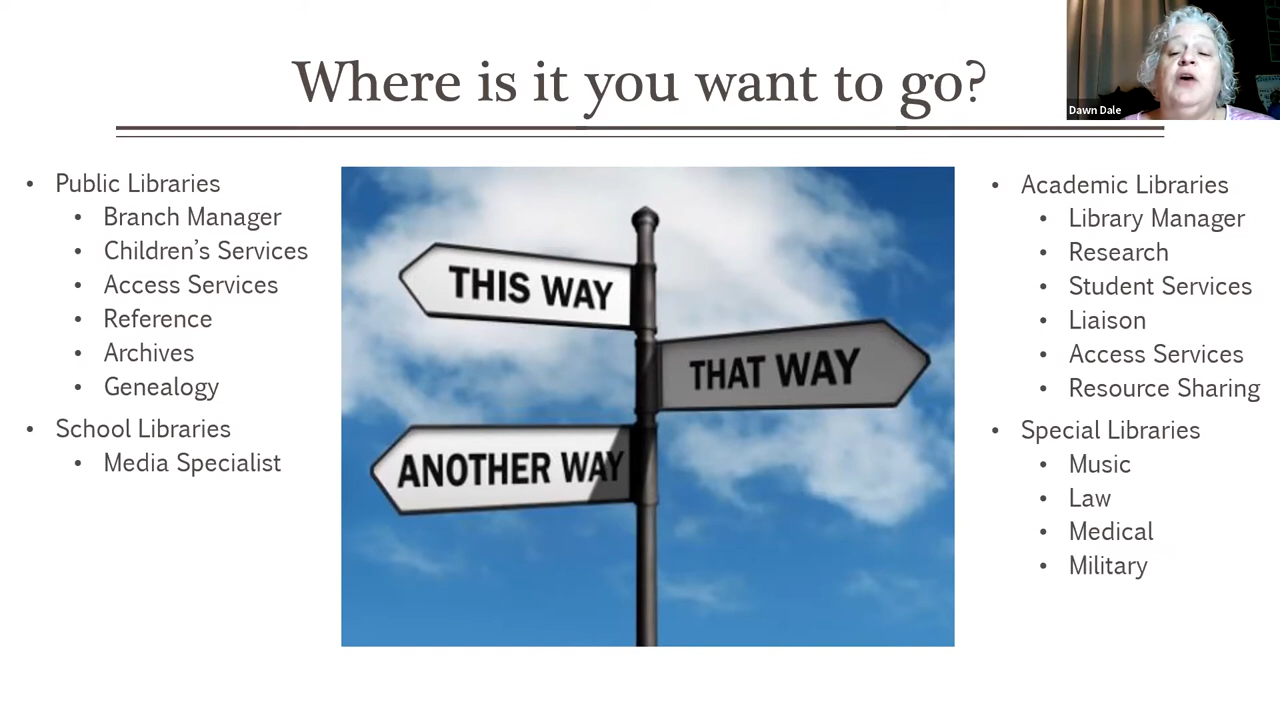 Where is it you want to go?
Dawn Dale
• Public Libraries
• Branch Manager
• Children’s Services
• Access Services
• Reference
• Archives
• Genealogy
• School Libraries
• Media Specialist
THIS WAY
THAT WAY
ANOTHER WAY
• Academic Libraries
• Library Manager
• Research
• Student Services
• Liaison
• Access Services
• Resource Sharing
• Special Libraries
• Music
• Law
• Medical
• Military